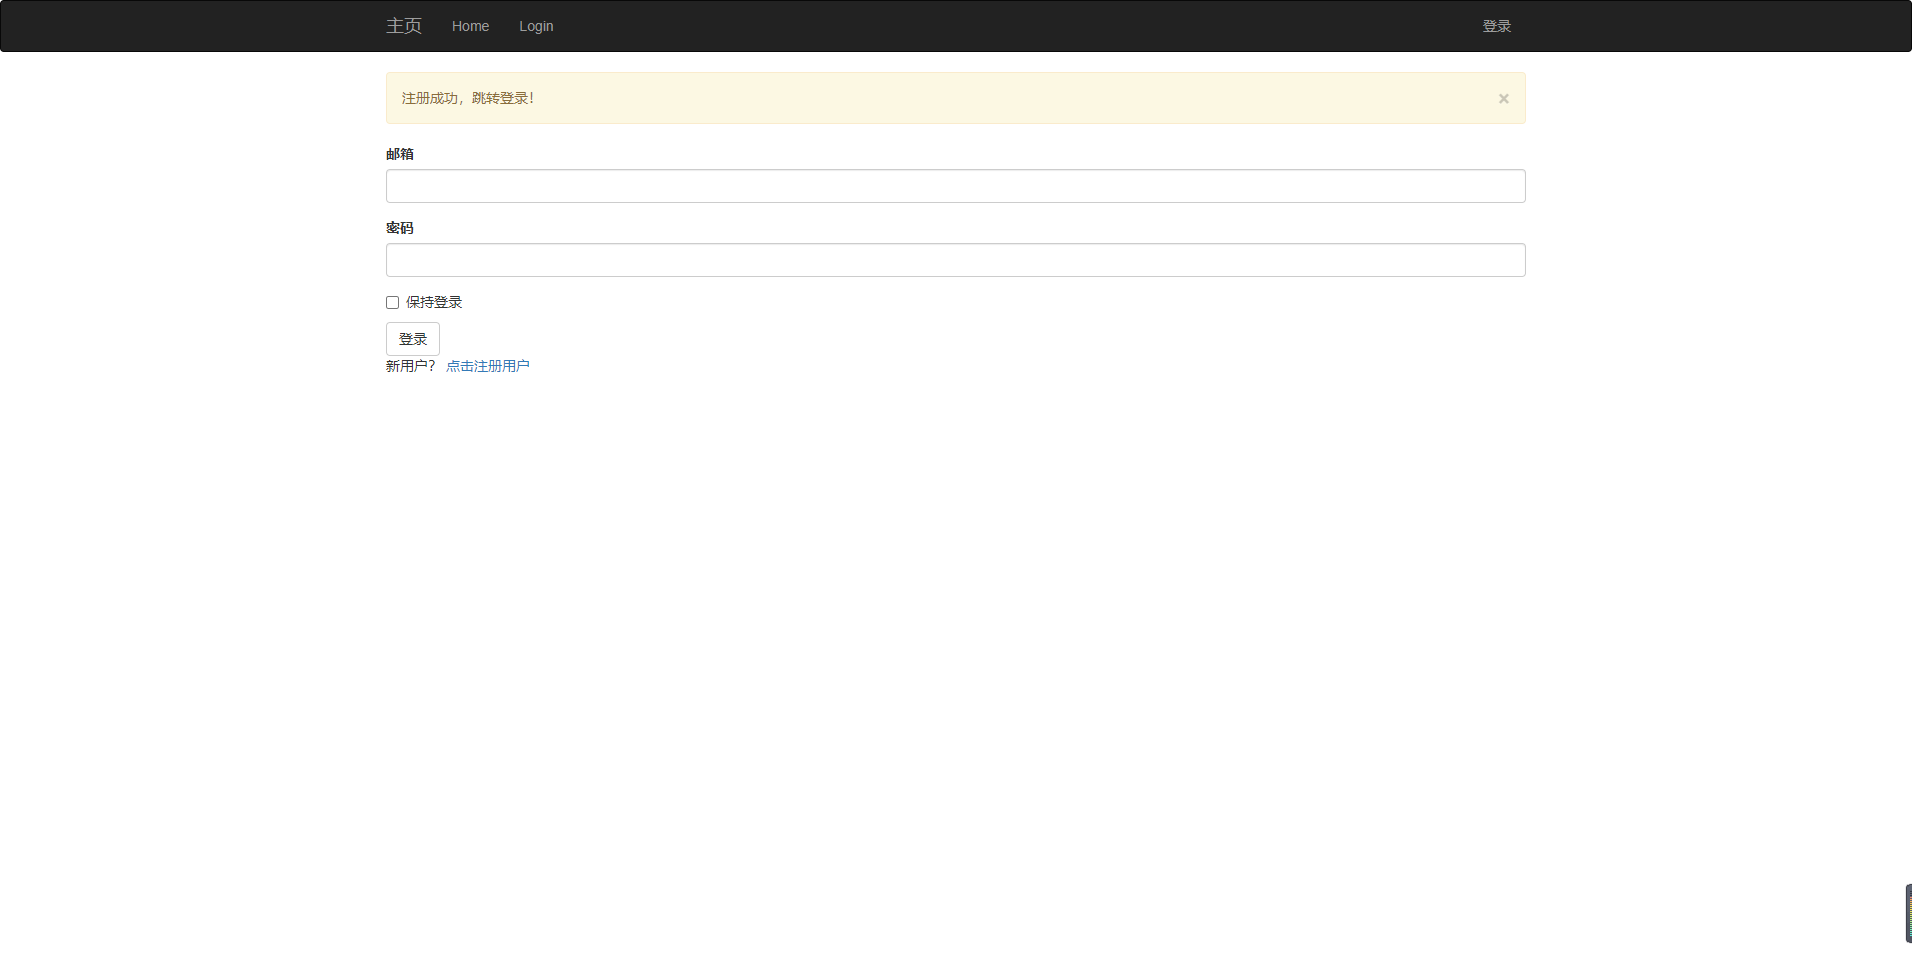 主页 Home Login 登录
注册成功，跳转登录！ ×
邮箱
密码
保持登录
登录
新用户？ 点击注册用户